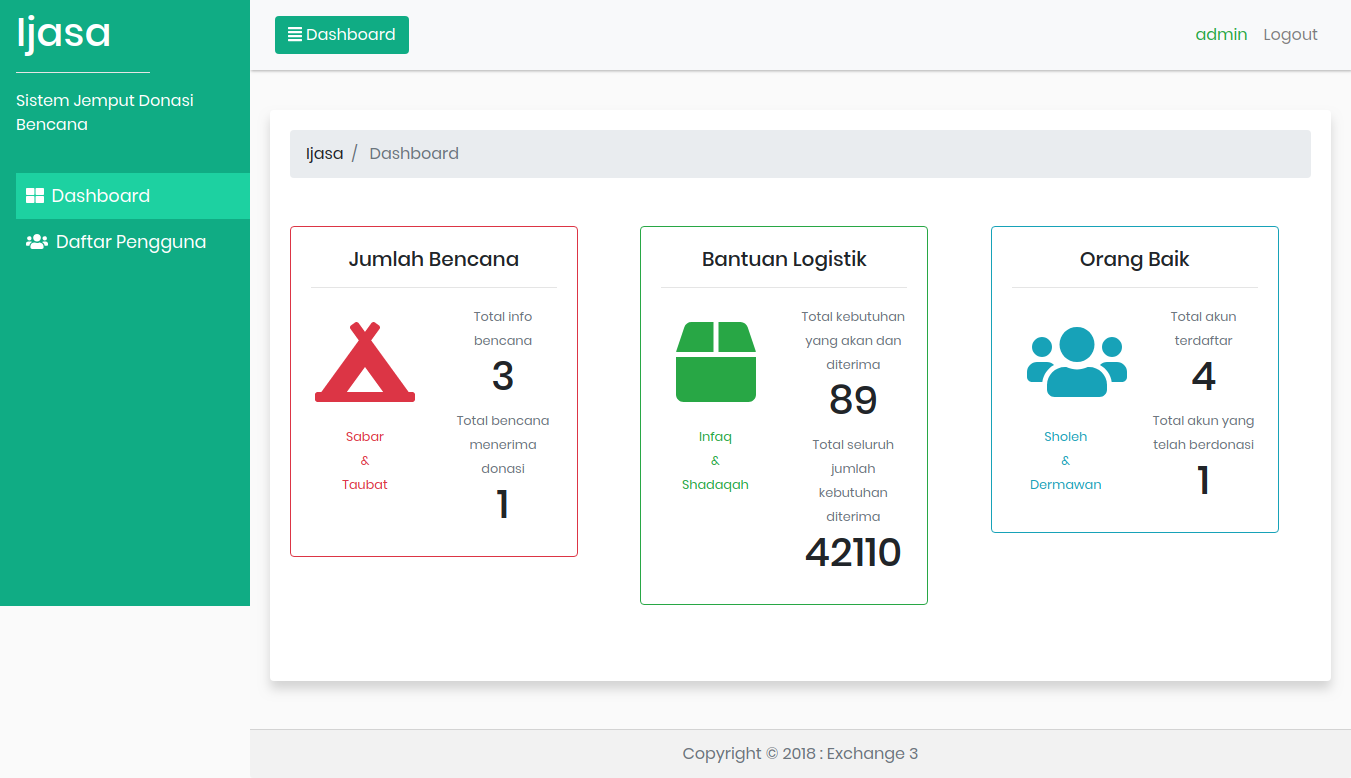 Ijasa
Sistem Jemput Donasi
Bencana
Dashboard
Daftar Pengguna
Dashboard
admin Logout
Ijasa / Dashboard
Jumlah Bencana
Sabar
&
Taubat
Total info
bencana
3
Total bencana
menerima
donasi
1
Bantuan Logistik
Infaq
&
Shadaqah
Total kebutuhan
yang akan dan
diterima
89
Total seluruh
jumlah
kebutuhan
diterima
42110
Orang Baik
Sholeh
&
Dermawan
Total akun
terdaftar
4
Total akun yang
telah berdonasi
1
Copyright © 2018 : Exchange 3